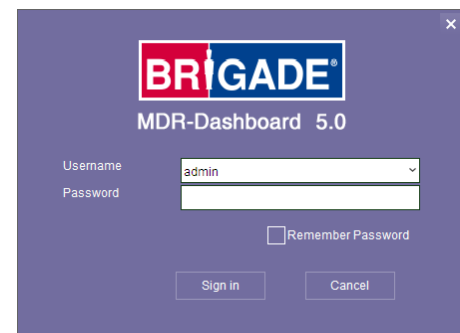 BRIGADE®
MDR-Dashboard 5.0
Username admin
Password
Remember Password
Sign in Cancel